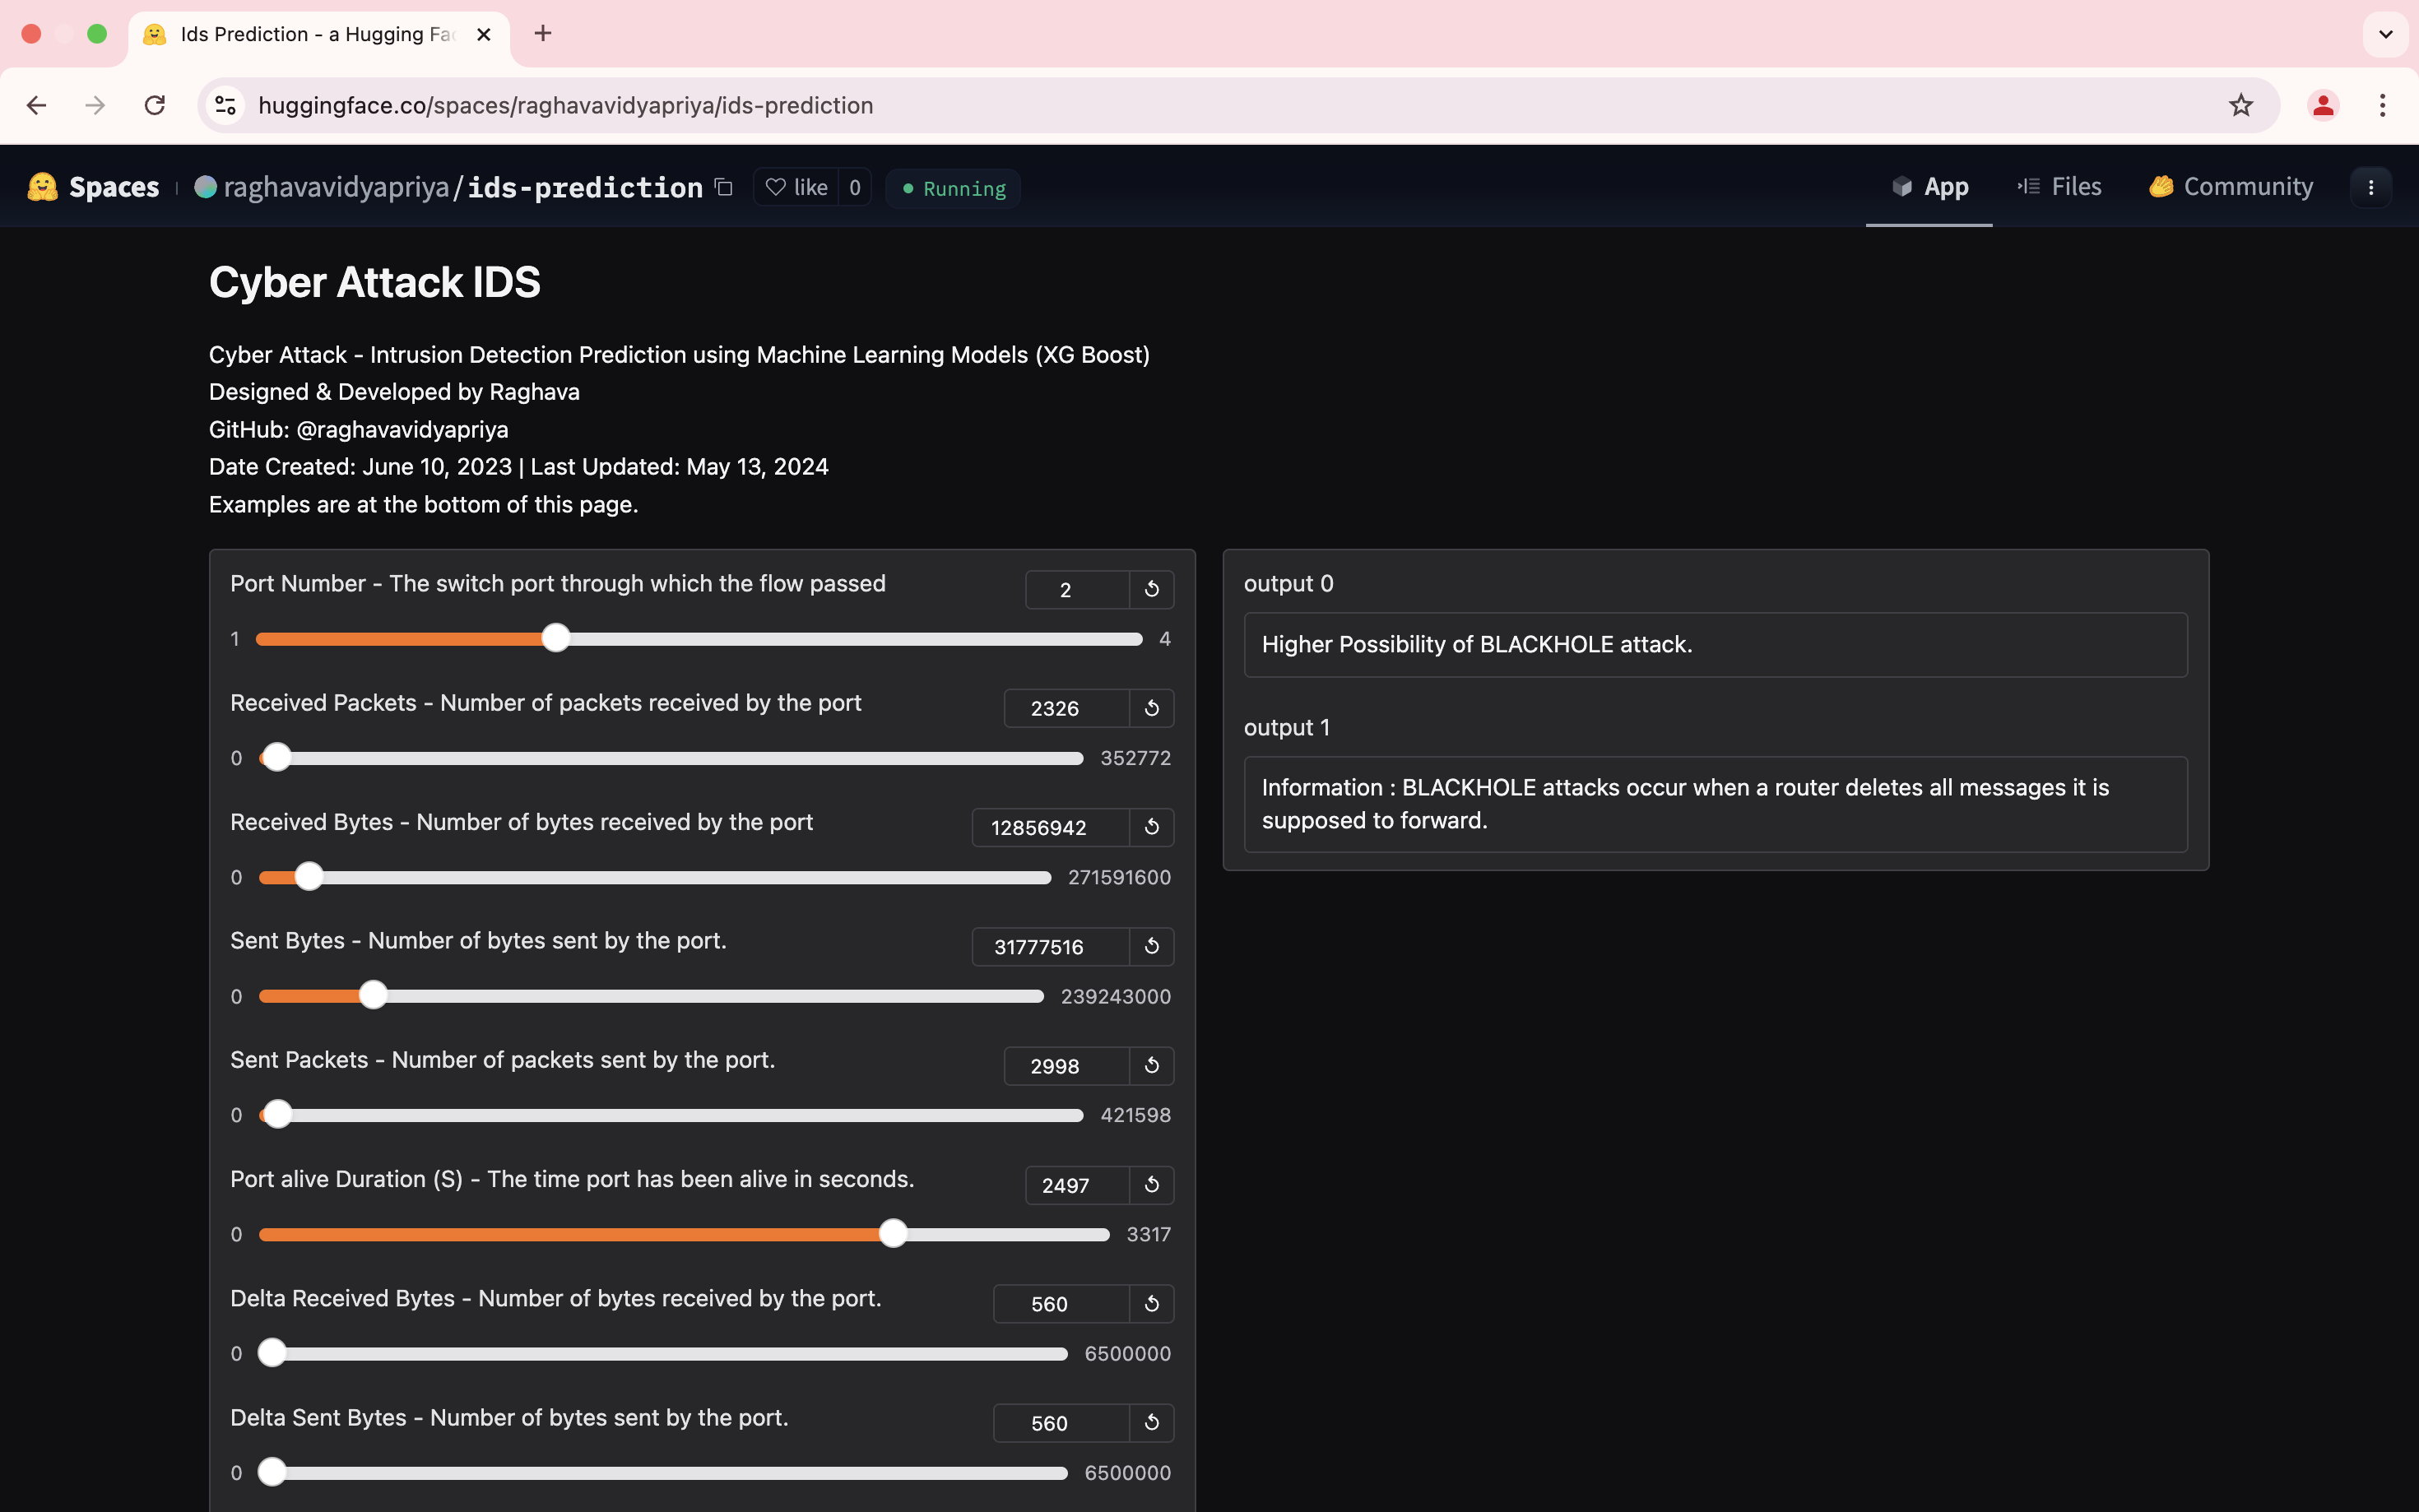 Ids Prediction - a Hugging Fac
huggingface.co/spaces/raghavavidyapriya/ids-prediction
Spaces
raghavavidyapriya/ids-prediction
like 0
Running
App
Files
Community
Cyber Attack IDS
Cyber Attack - Intrusion Detection Prediction using Machine Learning Models (XG Boost)
Designed & Developed by Raghava
GitHub: @raghavavidyapriya
Date Created: June 10, 2023 | Last Updated: May 13, 2024
Examples are at the bottom of this page.
Port Number - The switch port through which the flow passed
2
1
4
Received Packets - Number of packets received by the port
2326
0
352772
Received Bytes - Number of bytes received by the port
12856942
0
271591600
Sent Bytes - Number of bytes sent by the port.
31777516
0
239243000
Sent Packets - Number of packets sent by the port.
2998
0
421598
Port alive Duration (S) - The time port has been alive in seconds.
2497
0
3317
Delta Received Bytes - Number of bytes received by the port.
560
0
6500000
Delta Sent Bytes - Number of bytes sent by the port.
560
0
6500000
output 0
Higher Possibility of BLACKHOLE attack.
output 1
Information : BLACKHOLE attacks occur when a router deletes all messages it is
supposed to forward.